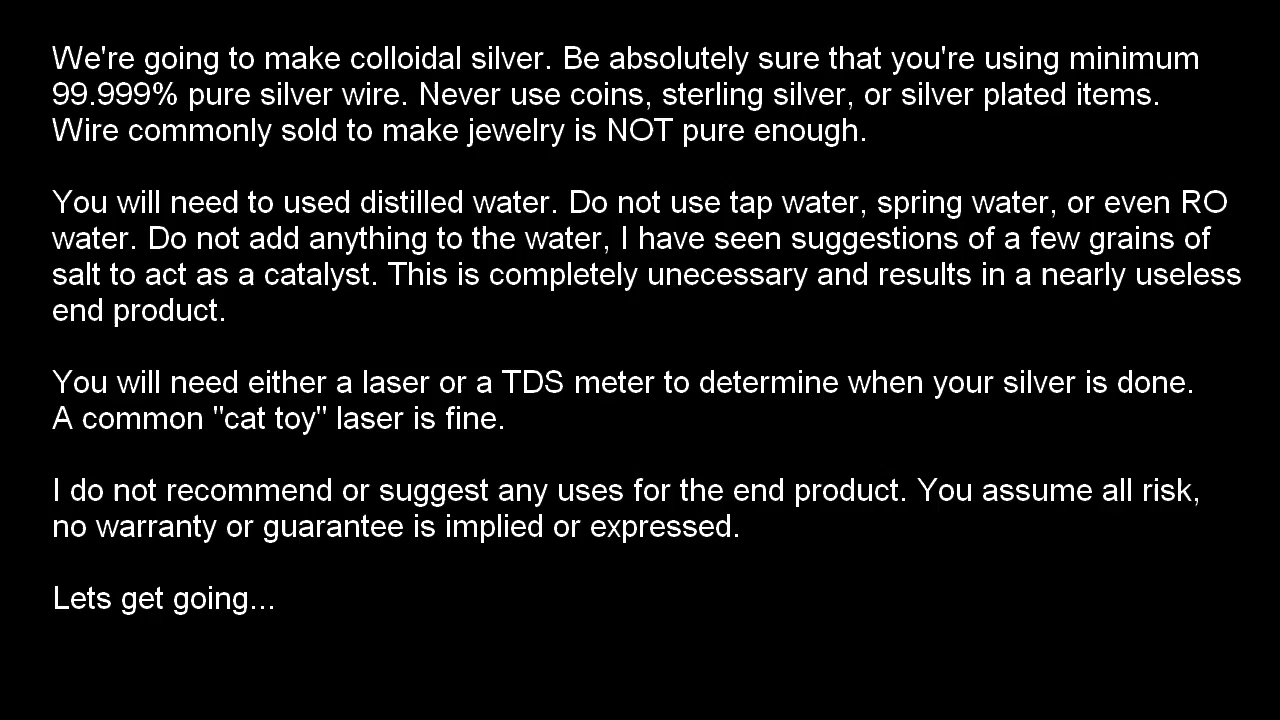 We're going to make colloidal silver. Be absolutely sure that you're using minimum
99.999% pure silver wire. Never use coins, sterling silver, or silver plated items.
Wire commonly sold to make jewelry is NOT pure enough.
You will need to used distilled water. Do not use tap water, spring water, or even RO
water. Do not add anything to the water, I have seen suggestions of a few grains of
salt to act as a catalyst. This is completely unecessary and results in a nearly useless
end product.
You will need either a laser or a TDS meter to determine when your silver is done.
A common "cat toy" laser is fine.
I do not recommend or suggest any uses for the end product. You assume all risk,
no warranty or guarantee is implied or expressed.
Lets get going...